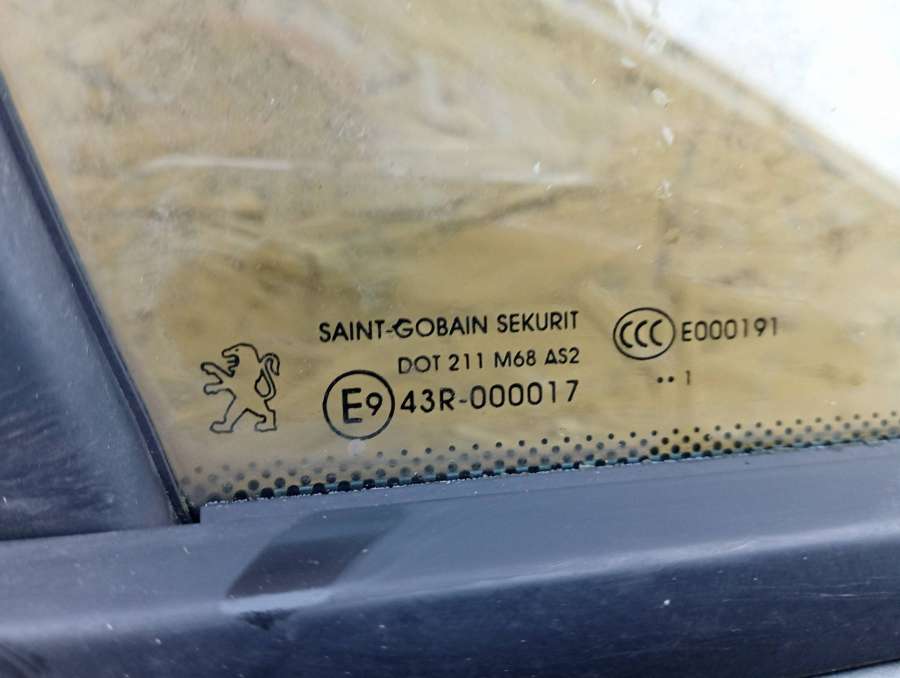 SAINT-GOBAIN SEKURIT
DOT 211 M68 AS2
E9 43R-000017
CCC E000191
•• 1